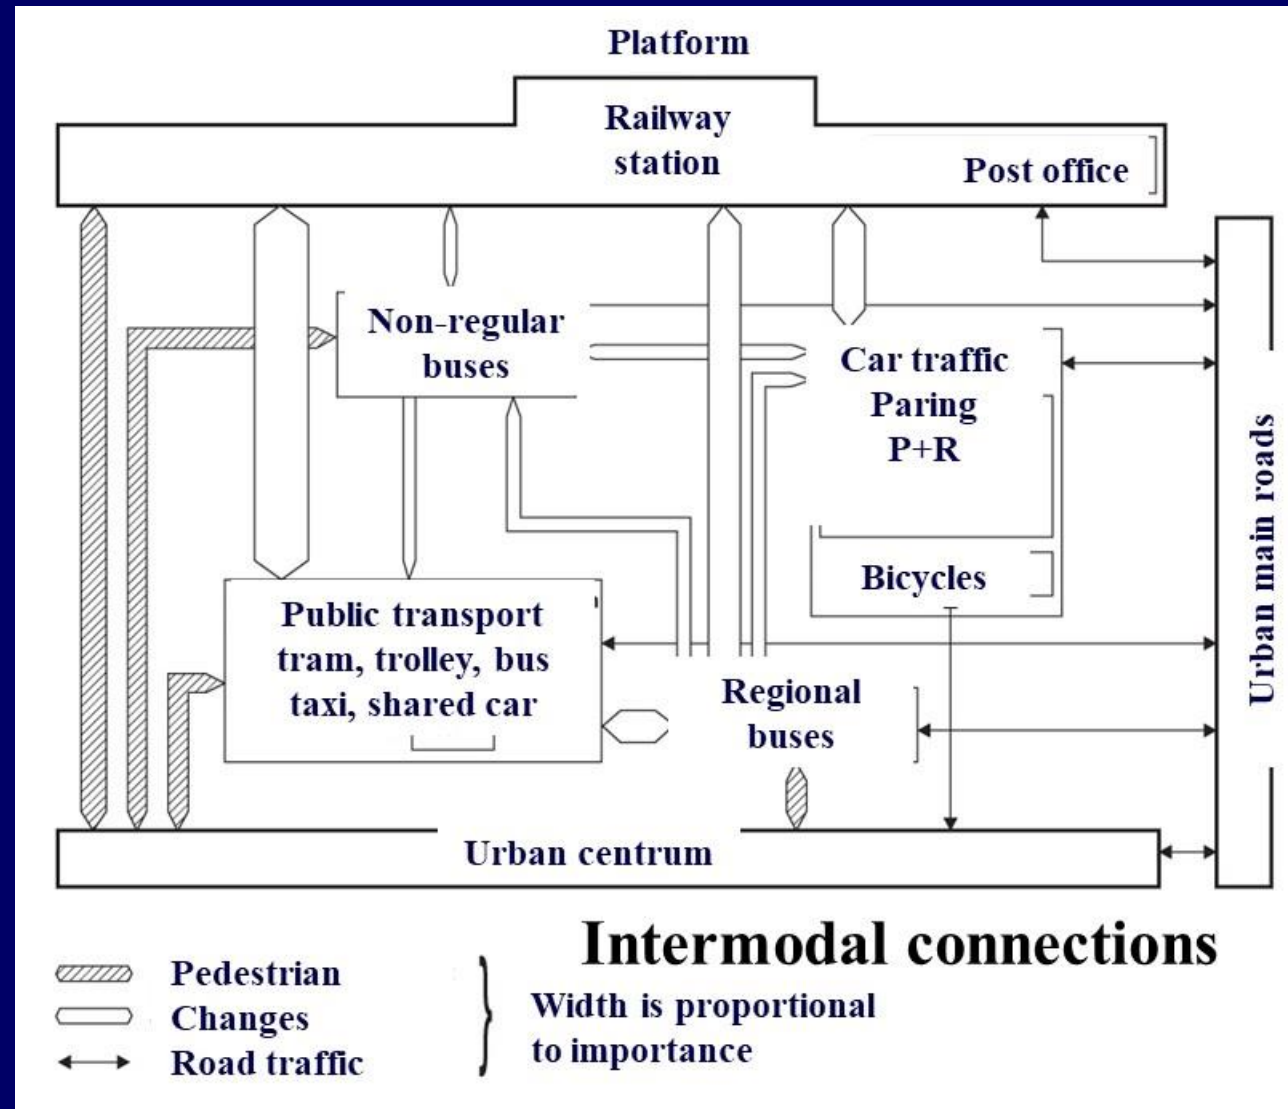 Platform
Railway
station
Post office
Non-regular
buses
Car traffic
Paring
P+R
Bicycles
Public transport
tram, trolley, bus
taxi, shared car
Regional
buses
Urban main roads
Urban centrum
Intermodal connections
Pedestrian
Changes
Road traffic
Width is proportional
to importance